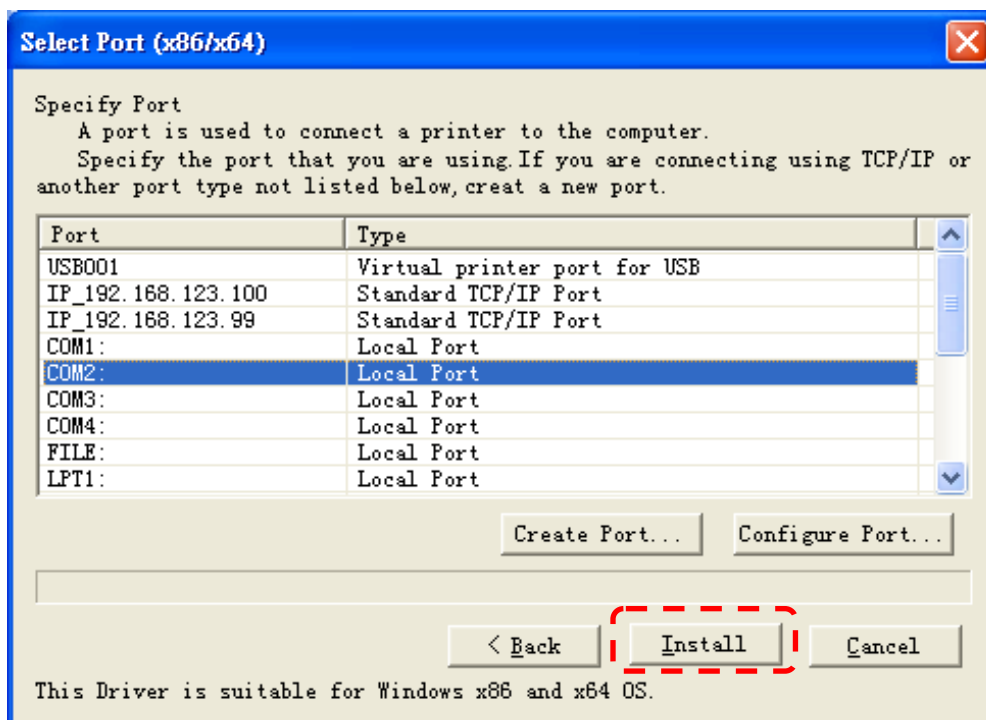 Select Port (x86/x64)
Specify Port
A port is used to connect a printer to the computer.
Specify the port that you are using.If you are connecting using TCP/IP or
another port type not listed below,creat a new port.
Port Type
USB001 Virtual printer port for USB
IP_192.168.123.100 Standard TCP/IP Port
IP_192.168.123.99 Standard TCP/IP Port
COM1: Local Port
COM2: Local Port
COM3: Local Port
COM4: Local Port
FILE: Local Port
LPT1: Local Port
Create Port... Configure Port...
< Back Install Cancel
This Driver is suitable for Windows x86 and x64 OS.